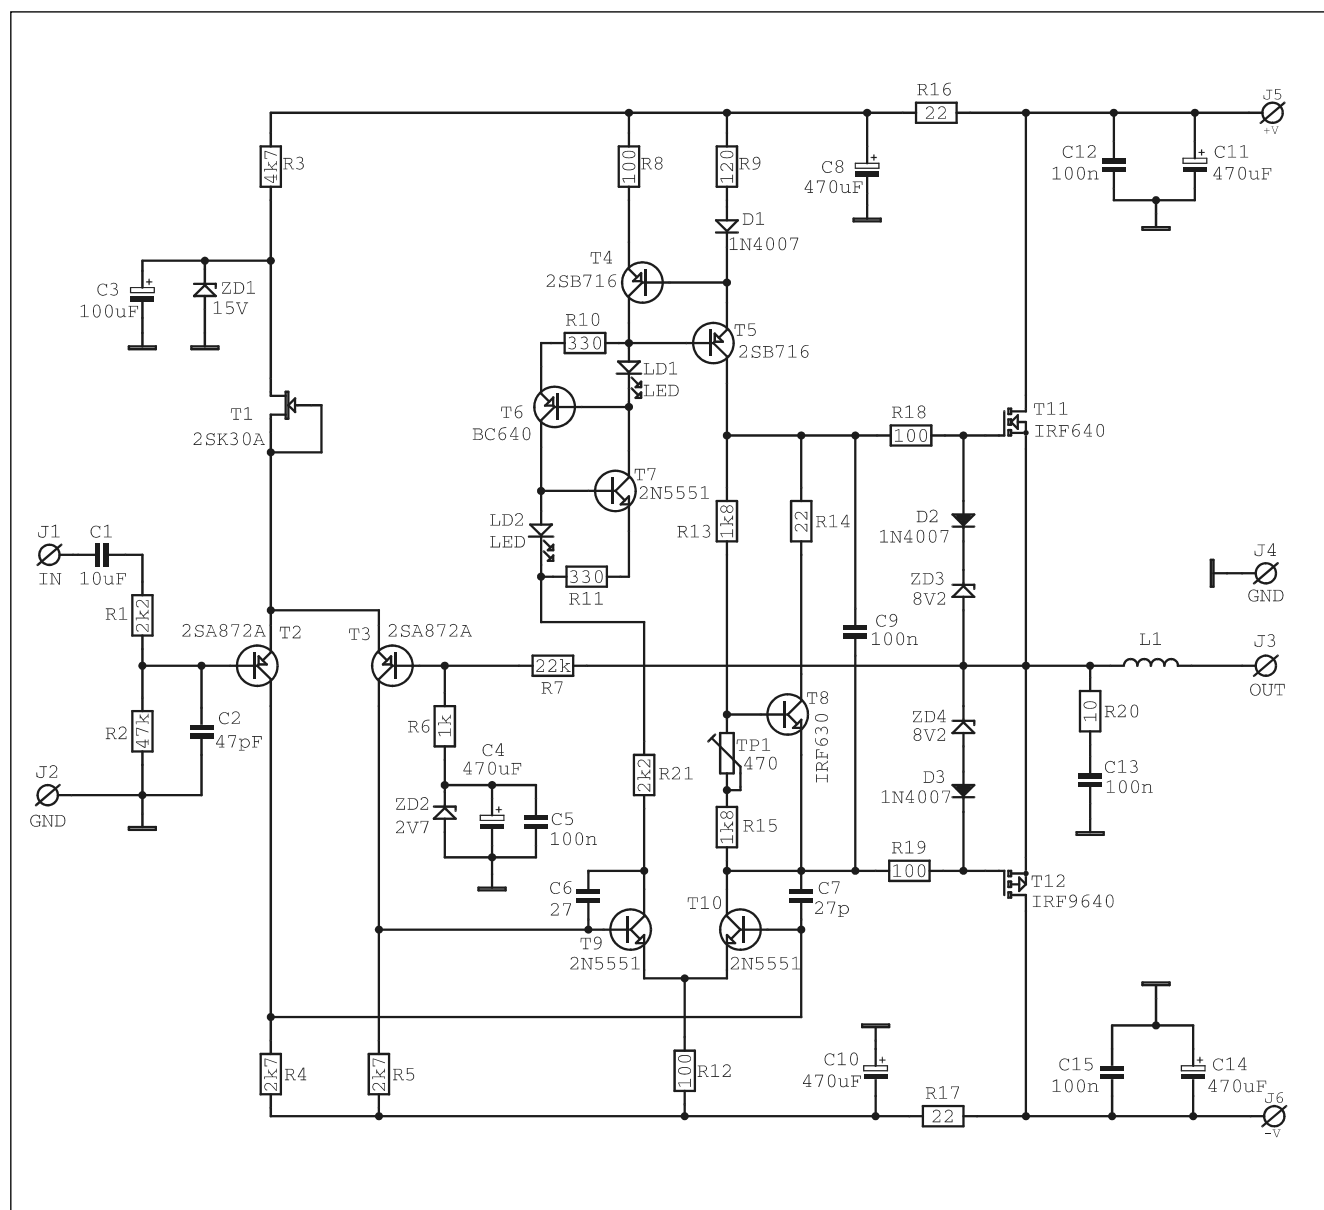 R16
22
J5
+V
R3
4k7
R8
100
R9
120
C8
+
470uF
C12
100n
C11
+
470uF
D1
1N4007
T4
2SB716
C3
+
100uF
ZD1
15V
R10
330
T5
2SB716
LD1
LED
T1
2SK30A
T6
BC640
R18
100
T11
IRF640
T7
2N5551
LD2
LED
R13
1k8
R14
22
D2
1N4007
J1
IN
C1
10uF
330
R11
ZD3
8V2
J4
GND
R1
2k2
2SA872A
T2
T3
2SA872A
C9
100n
L1
J3
OUT
22k
R7
R2
47k
C2
47pF
R6
1k
T8
IRF630
ZD4
8V2
R20
10
C4
470uF
+
TP1
470
R21
2k2
C13
100n
J2
GND
D3
1N4007
ZD2
2V7
C5
100n
R15
1k8
R19
100
C6
27
T10
C7
27p
T12
IRF9640
T9
2N5551
2N5551
R4
2k7
R5
2k7
R12
100
C10
+
470uF
C15
100n
C14
+
470uF
R17
22
J6
-V